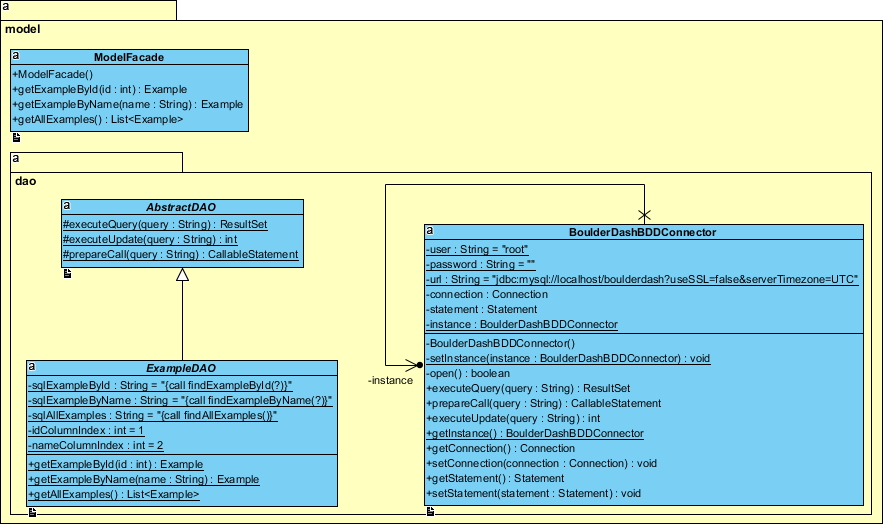 a
model
a
ModelFacade
+ModelFacade()
+getExampleById(id : int) : Example
+getExampleByName(name : String) : Example
+getAllExamples() : List<Example>
a
dao
a
AbstractDAO
#executeQuery(query : String) : ResultSet
#executeUpdate(query : String) : int
#prepareCall(query : String) : CallableStatement
a
ExampleDAO
-sqlExampleById : String = "{call findExampleById(?)}"
-sqlExampleByName : String = "{call findExampleByName(?)}"
-sqlAllExamples : String = "{call findAllExamples()}"
-idColumnIndex : int = 1
-nameColumnIndex : int = 2
+getExampleById(id : int) : Example
+getExampleByName(name : String) : Example
+getAllExamples() : List<Example>
-instance
a
BoulderDashBDDConnector
-user : String = "root"
-password : String = ""
-url : String = "jdbc:mysql://localhost/boulderdash?useSSL=false&serverTimezone=UTC"
-connection : Connection
-statement : Statement
-instance : BoulderDashBDDConnector
-BoulderDashBDDConnector()
-setInstance(instance : BoulderDashBDDConnector) : void
-open() : boolean
+executeQuery(query : String) : ResultSet
+prepareCall(query : String) : CallableStatement
+executeUpdate(query : String) : int
+getInstance() : BoulderDashBDDConnector
+getConnection() : Connection
+setConnection(connection : Connection) : void
+getStatement() : Statement
+setStatement(statement : Statement) : void